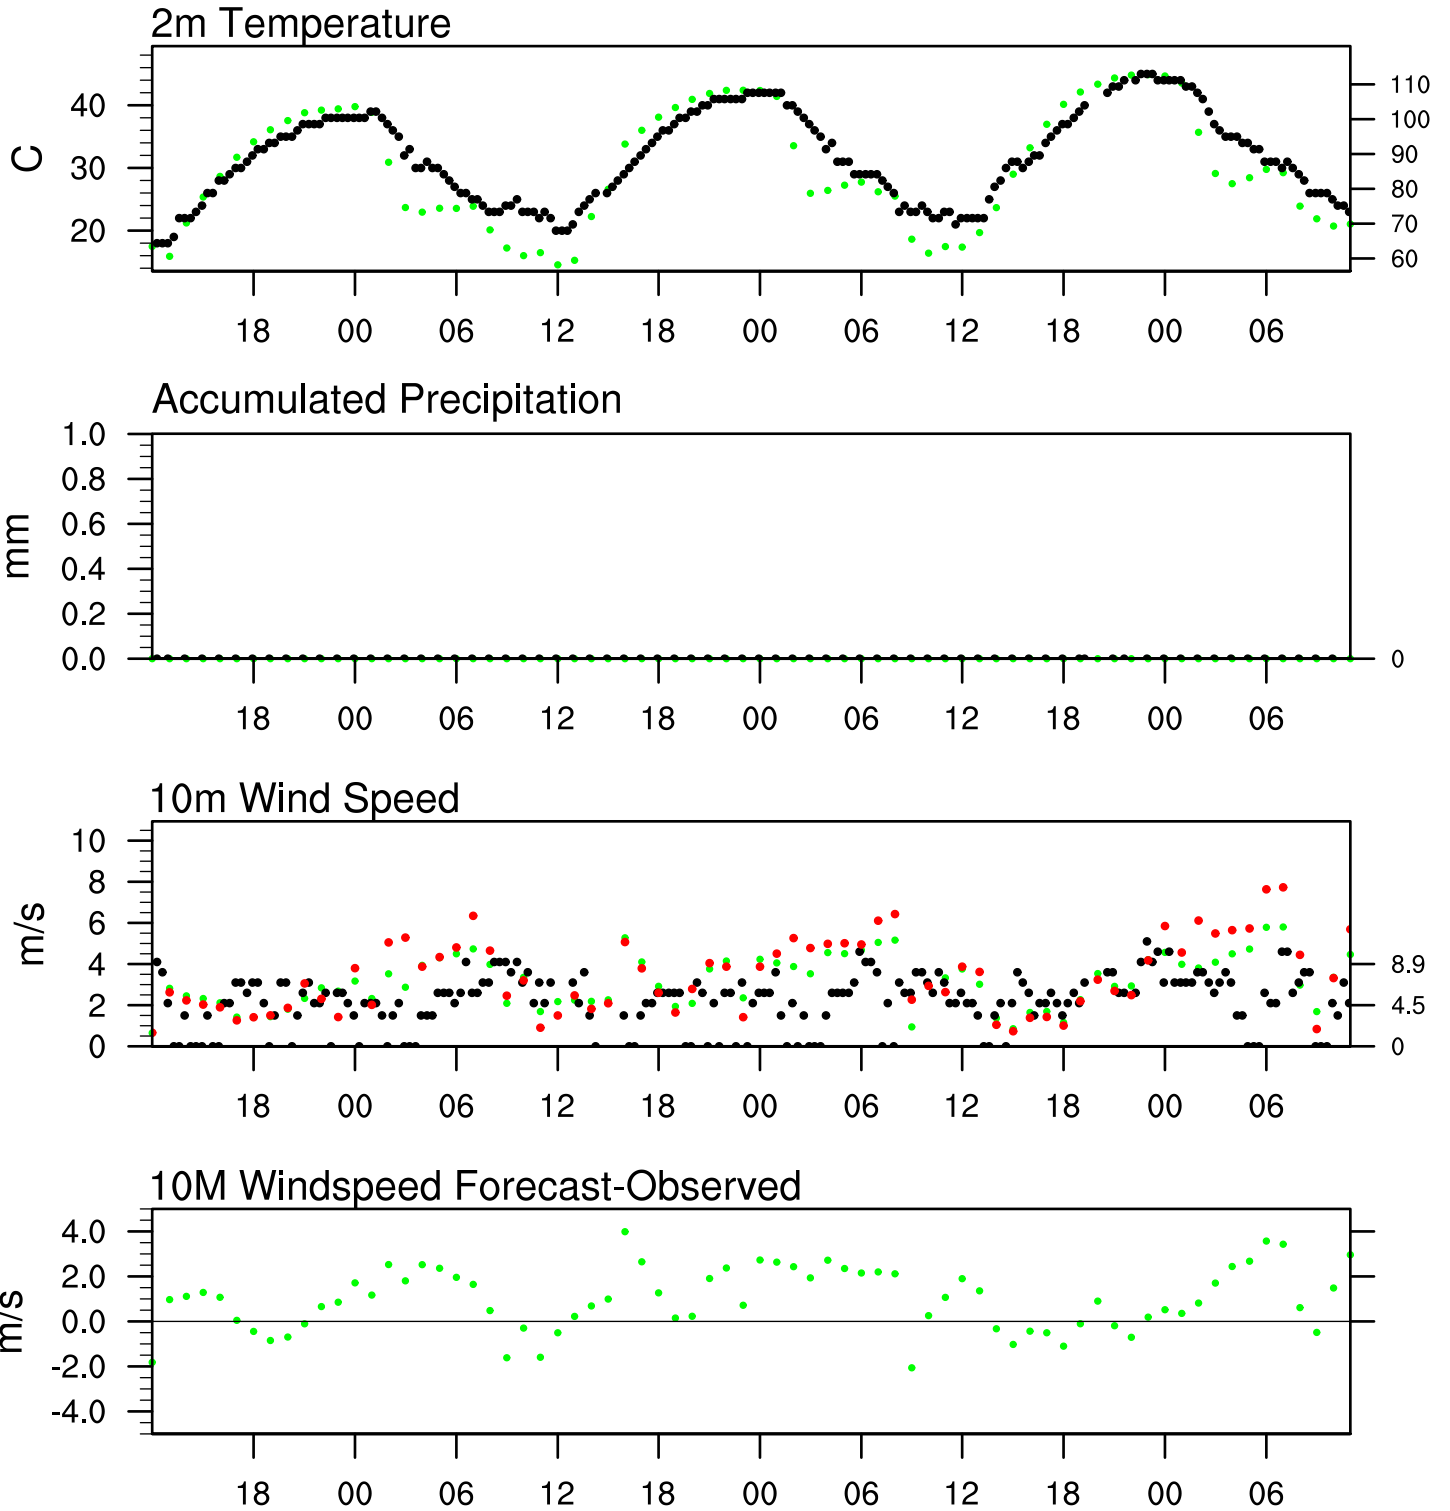 2m Temperature
C
40
30
20
110
100
90
80
70
60
18 00 06 12 18 00 06 12 18 00 06
Accumulated Precipitation
mm
1.0
0.8
0.6
0.4
0.2
0.0
0
18 00 06 12 18 00 06 12 18 00 06
10m Wind Speed
m/s
10
8
6
4
2
0
8.9
4.5
0
18 00 06 12 18 00 06 12 18 00 06
10M Windspeed Forecast-Observed
m/s
4.0
2.0
0.0
-2.0
-4.0
18 00 06 12 18 00 06 12 18 00 06